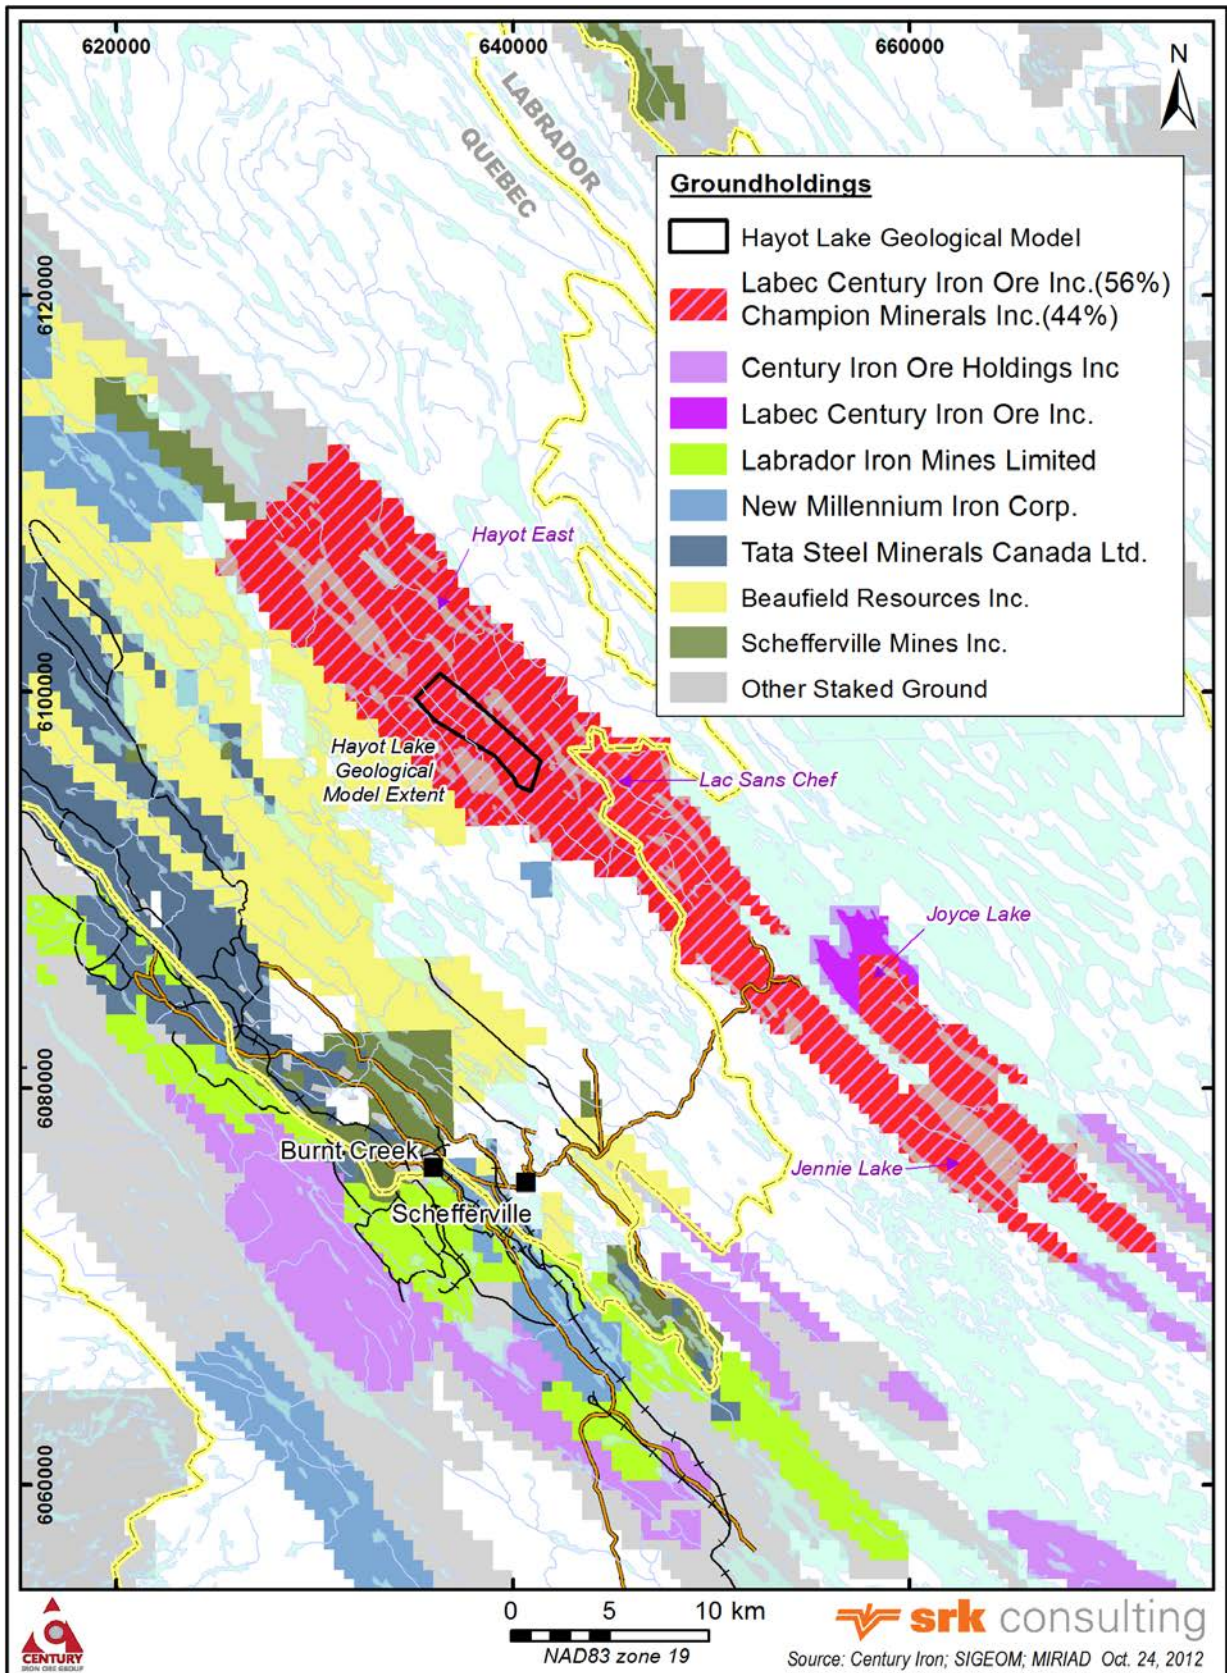 620000
640000
660000
N
LABRADOR
QUEBEC
Groundholdings
Hayot Lake Geological Model
Labec Century Iron Ore Inc.(56%)
Champion Minerals Inc.(44%)
Century Iron Ore Holdings Inc
Labec Century Iron Ore Inc.
Labrador Iron Mines Limited
New Millennium Iron Corp.
Tata Steel Minerals Canada Ltd.
Beaufield Resources Inc.
Schefferville Mines Inc.
Other Staked Ground
6120000
Hayot East
6100000
Hayot Lake
Geological
Model Extent
Lac Sans Chef
Joyce Lake
6080000
Burnt Creek
Jennie Lake
Schefferville
6060000
CENTURY
IRON ORE GROUP
0 5 10 km
NAD83 zone 19
srk consulting
Source: Century Iron; SIGEOM; MIRIAD Oct. 24, 2012